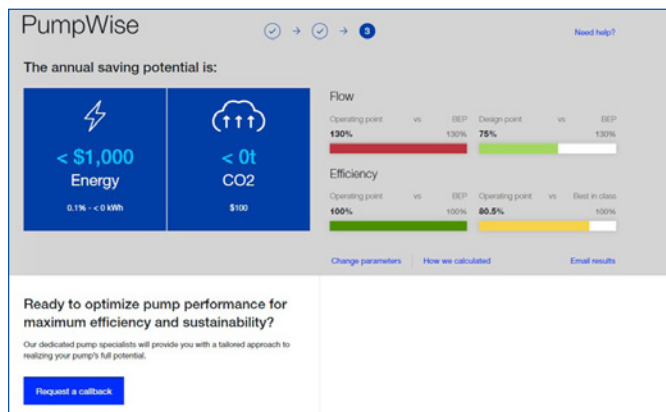 PumpWise
3
Need help?
The annual saving potential is:
< $1,000
Energy
0.1% - < 0 kWh
< 0t
CO2
$100
Flow
Operating point vs BEP
130% 130%
Design point vs BEP
75% 130%
Efficiency
Operating point vs BEP
100% 100%
Operating point vs Best in class
80.5% 100%
Change parameters
How we calculated
Email results
Ready to optimize pump performance for
maximum efficiency and sustainability?
Our dedicated pump specialists will provide you with a tailored approach to
realizing your pump's full potential.
Request a callback